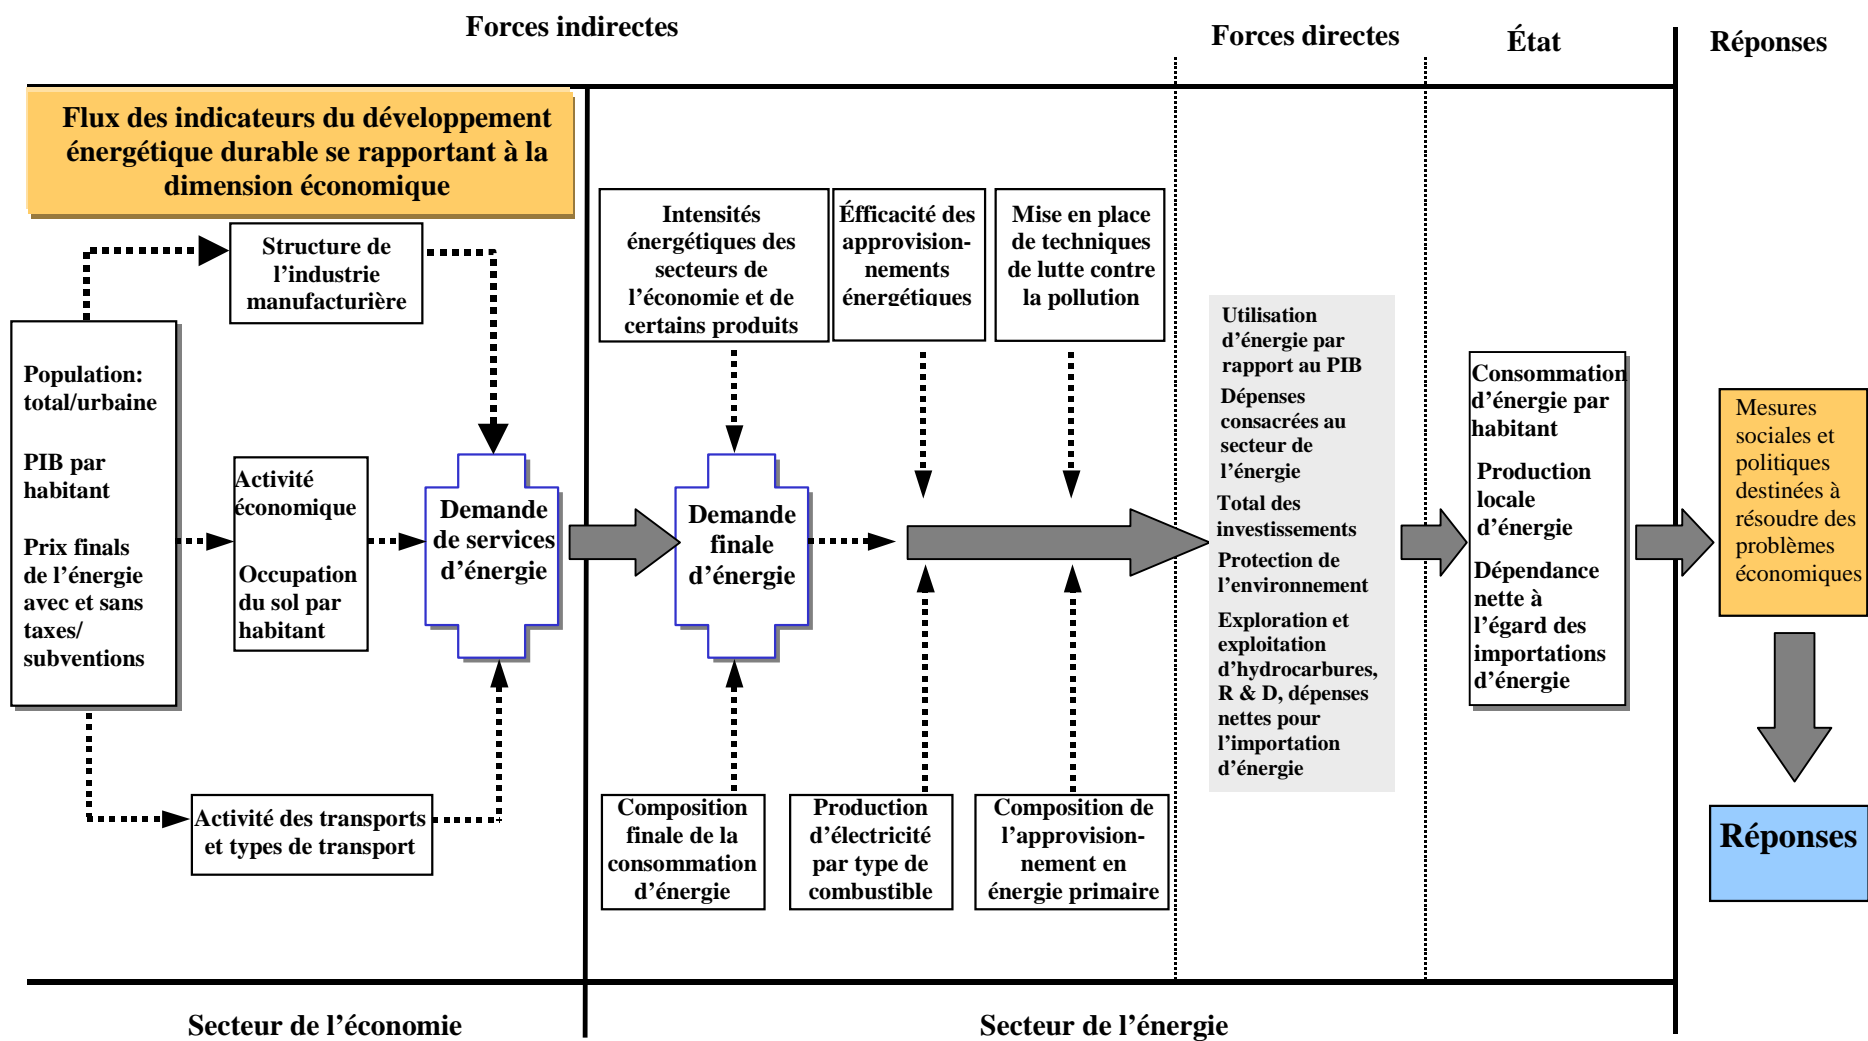 Forces indirectes
Forces directes
État
Réponses
Flux des indicateurs du développement
énergétique durable se rapportant à la
dimension économique
Structure de
l’industrie
manufacturière
Population:
total/urbaine
PIB par
habitant
Prix finals
de l’énergie
avec et sans
taxes/
subventions
Activité
économique
Occupation
du sol par
habitant
Activité des transports
et types de transport
Demande
de services
d’énergie
Intensités
énergétiques des
secteurs de
l’économie et de
certains produits
Éfficacité des
approvision-
nements
énergétiques
Mise en place
de techniques
de lutte contre
la pollution
Demande
finale
d’énergie
Composition
finale de la
consommation
d’énergie
Production
d’électricité
par type de
combustible
Composition de
l’approvision-
nement en
énergie primaire
Utilisation
d’énergie par
rapport au PIB
Dépenses
consacrées au
secteur de
l’énergie
Total des
investissements
Protection de
l’environnement
Exploration et
exploitation
d’hydrocarbures,
R & D, dépenses
nettes pour
l’importation
d’énergie
Consommation
d’énergie par
habitant
Production
locale
d’énergie
Dépendance
nette à
l’égard des
importations
d’énergie
Mesures
sociales et
politiques
destinées à
résoudre des
problèmes
économiques
Réponses
Secteur de l’économie
Secteur de l’énergie